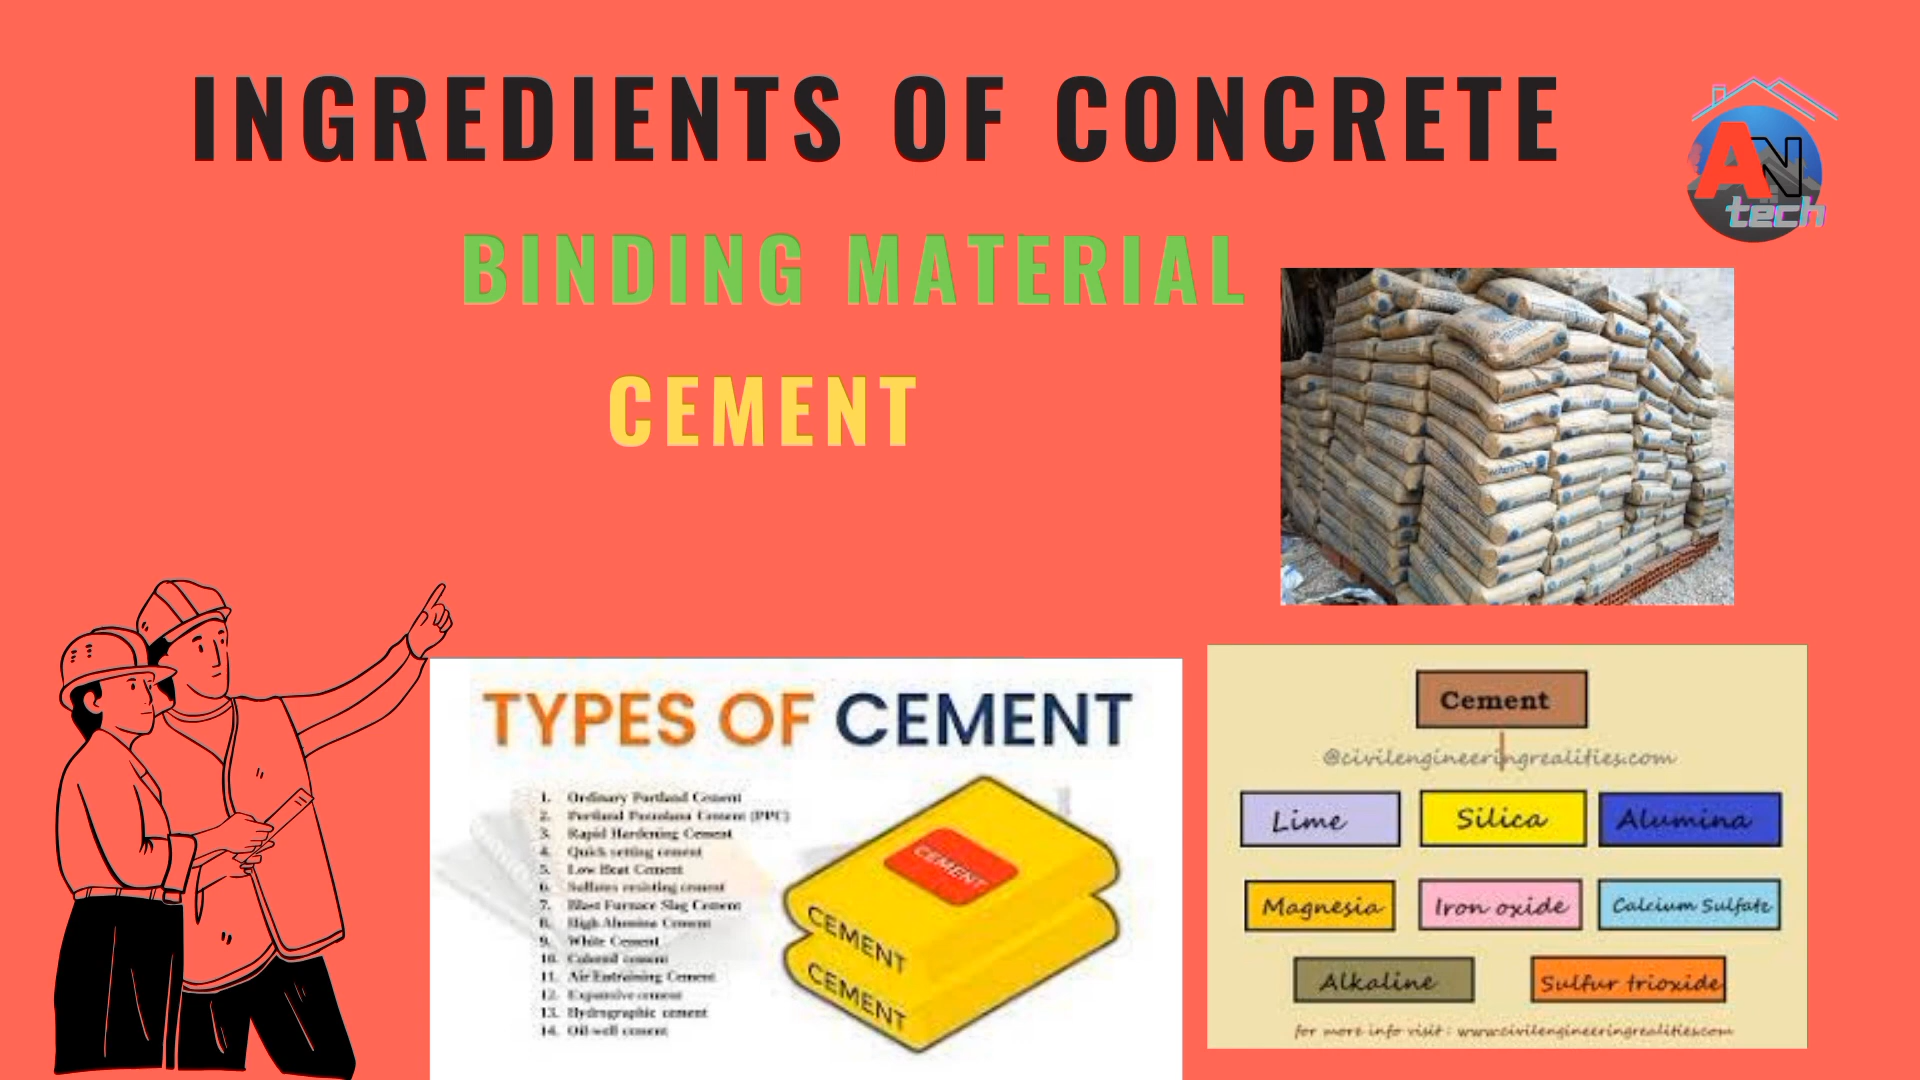 INGREDIENTS OF CONCRETE
AN
tech
BINDING MATERIAL
CEMENT
TYPES OF CEMENT
1. Ordinary Portland Cement
2. Portland Pozzolana Cement (PPC)
3. Rapid Hardening Cement
4. Quick setting cement
5. Low Heat Cement
6. Sulfates resisting cement
7. Blast Furnace Slag Cement
8. High Alumina Cement
9. White Cement
10. Colored cement
11. Air Entraining Cement
12. Expansive cement
13. Hydrographic cement
14. Oil-well cement
CEMENT
CEMENT
CEMENT
Cement
@civilengineeringrealities.com
Lime
Silica
Alumina
Magnesia
Iron oxide
Calcium Sulfate
Alkaline
Sulfur trioxide
for more info visit : www.civilengineeringrealities.com